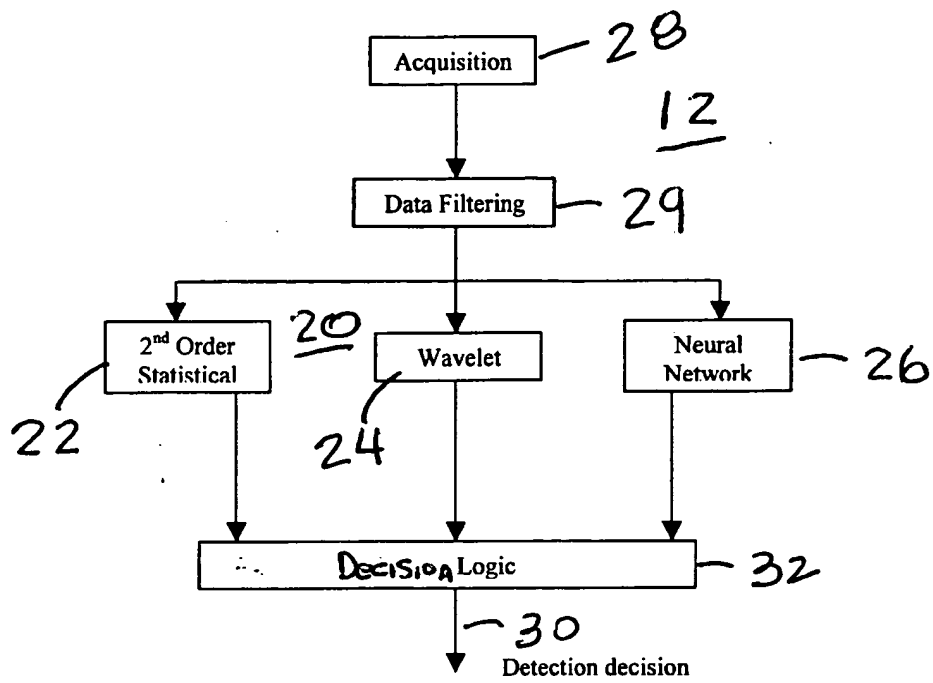 Acquisition
28
12
Data Filtering
29
2nd Order
Statistical
20
Wavelet
Neural
Network
22
24
26
DECISION Logic
32
30
Detection decision